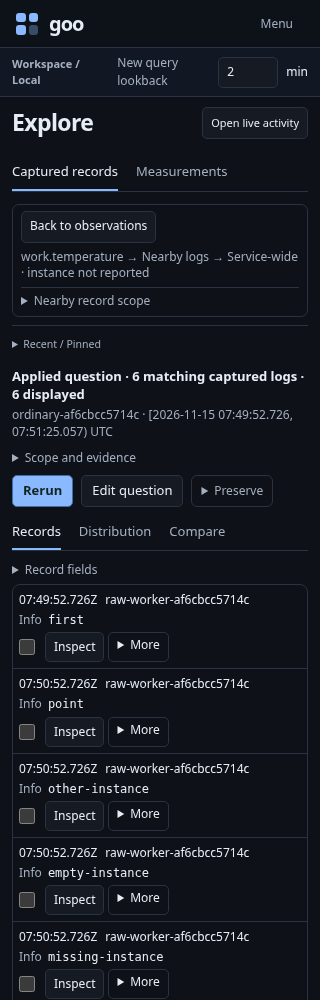 goo
Menu
Workspace /
Local
New query
lookback
2
min
Explore
Open live activity
Captured records
Measurements
Back to observations
work.temperature → Nearby logs → Service-wide
· instance not reported
▶ Nearby record scope
▶ Recent / Pinned
Applied question · 6 matching captured logs ·
6 displayed
ordinary-af6cbcc5714c · [2026-11-15 07:49:52.726,
07:51:25.057) UTC
▶ Scope and evidence
Rerun
Edit question
▶ Preserve
Records
Distribution
Compare
▶ Record fields
07:49:52.726Z raw-worker-af6cbcc5714c
Info first
Inspect
▶ More
07:50:52.726Z raw-worker-af6cbcc5714c
Info point
Inspect
▶ More
07:50:52.726Z raw-worker-af6cbcc5714c
Info other-instance
Inspect
▶ More
07:50:52.726Z raw-worker-af6cbcc5714c
Info empty-instance
Inspect
▶ More
07:50:52.726Z raw-worker-af6cbcc5714c
Info missing-instance
Inspect
▶ More